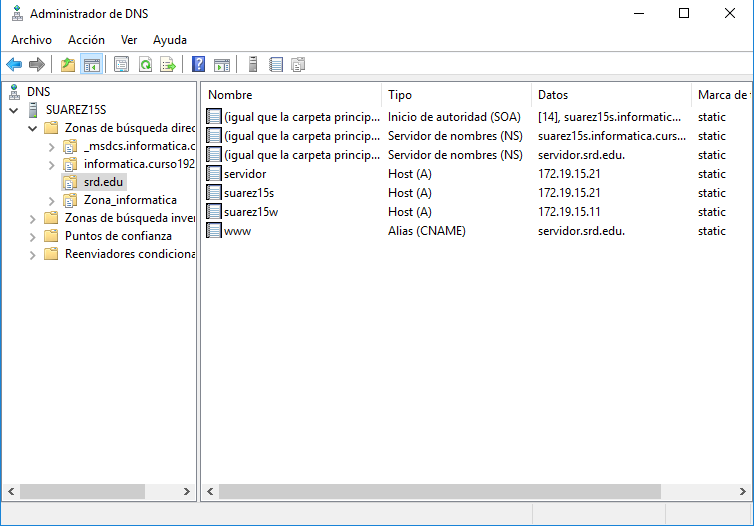 Administrador de DNS
Archivo Acción Ver Ayuda
DNS
SUAREZ15S
Zonas de búsqueda direc
_msdcs.informatica.c
informatica.curso192
srd.edu
Zona_informatica
Zonas de búsqueda inver
Puntos de confianza
Reenviadores condiciona
Nombre Tipo Datos Marca de
(igual que la carpeta princip... Inicio de autoridad (SOA) [14], suarez15s.informatic... static
(igual que la carpeta princip... Servidor de nombres (NS) suarez15s.informatica.curs... static
(igual que la carpeta princip... Servidor de nombres (NS) servidor.srd.edu. static
servidor Host (A) 172.19.15.21 static
suarez15s Host (A) 172.19.15.21 static
suarez15w Host (A) 172.19.15.11 static
www Alias (CNAME) servidor.srd.edu. static